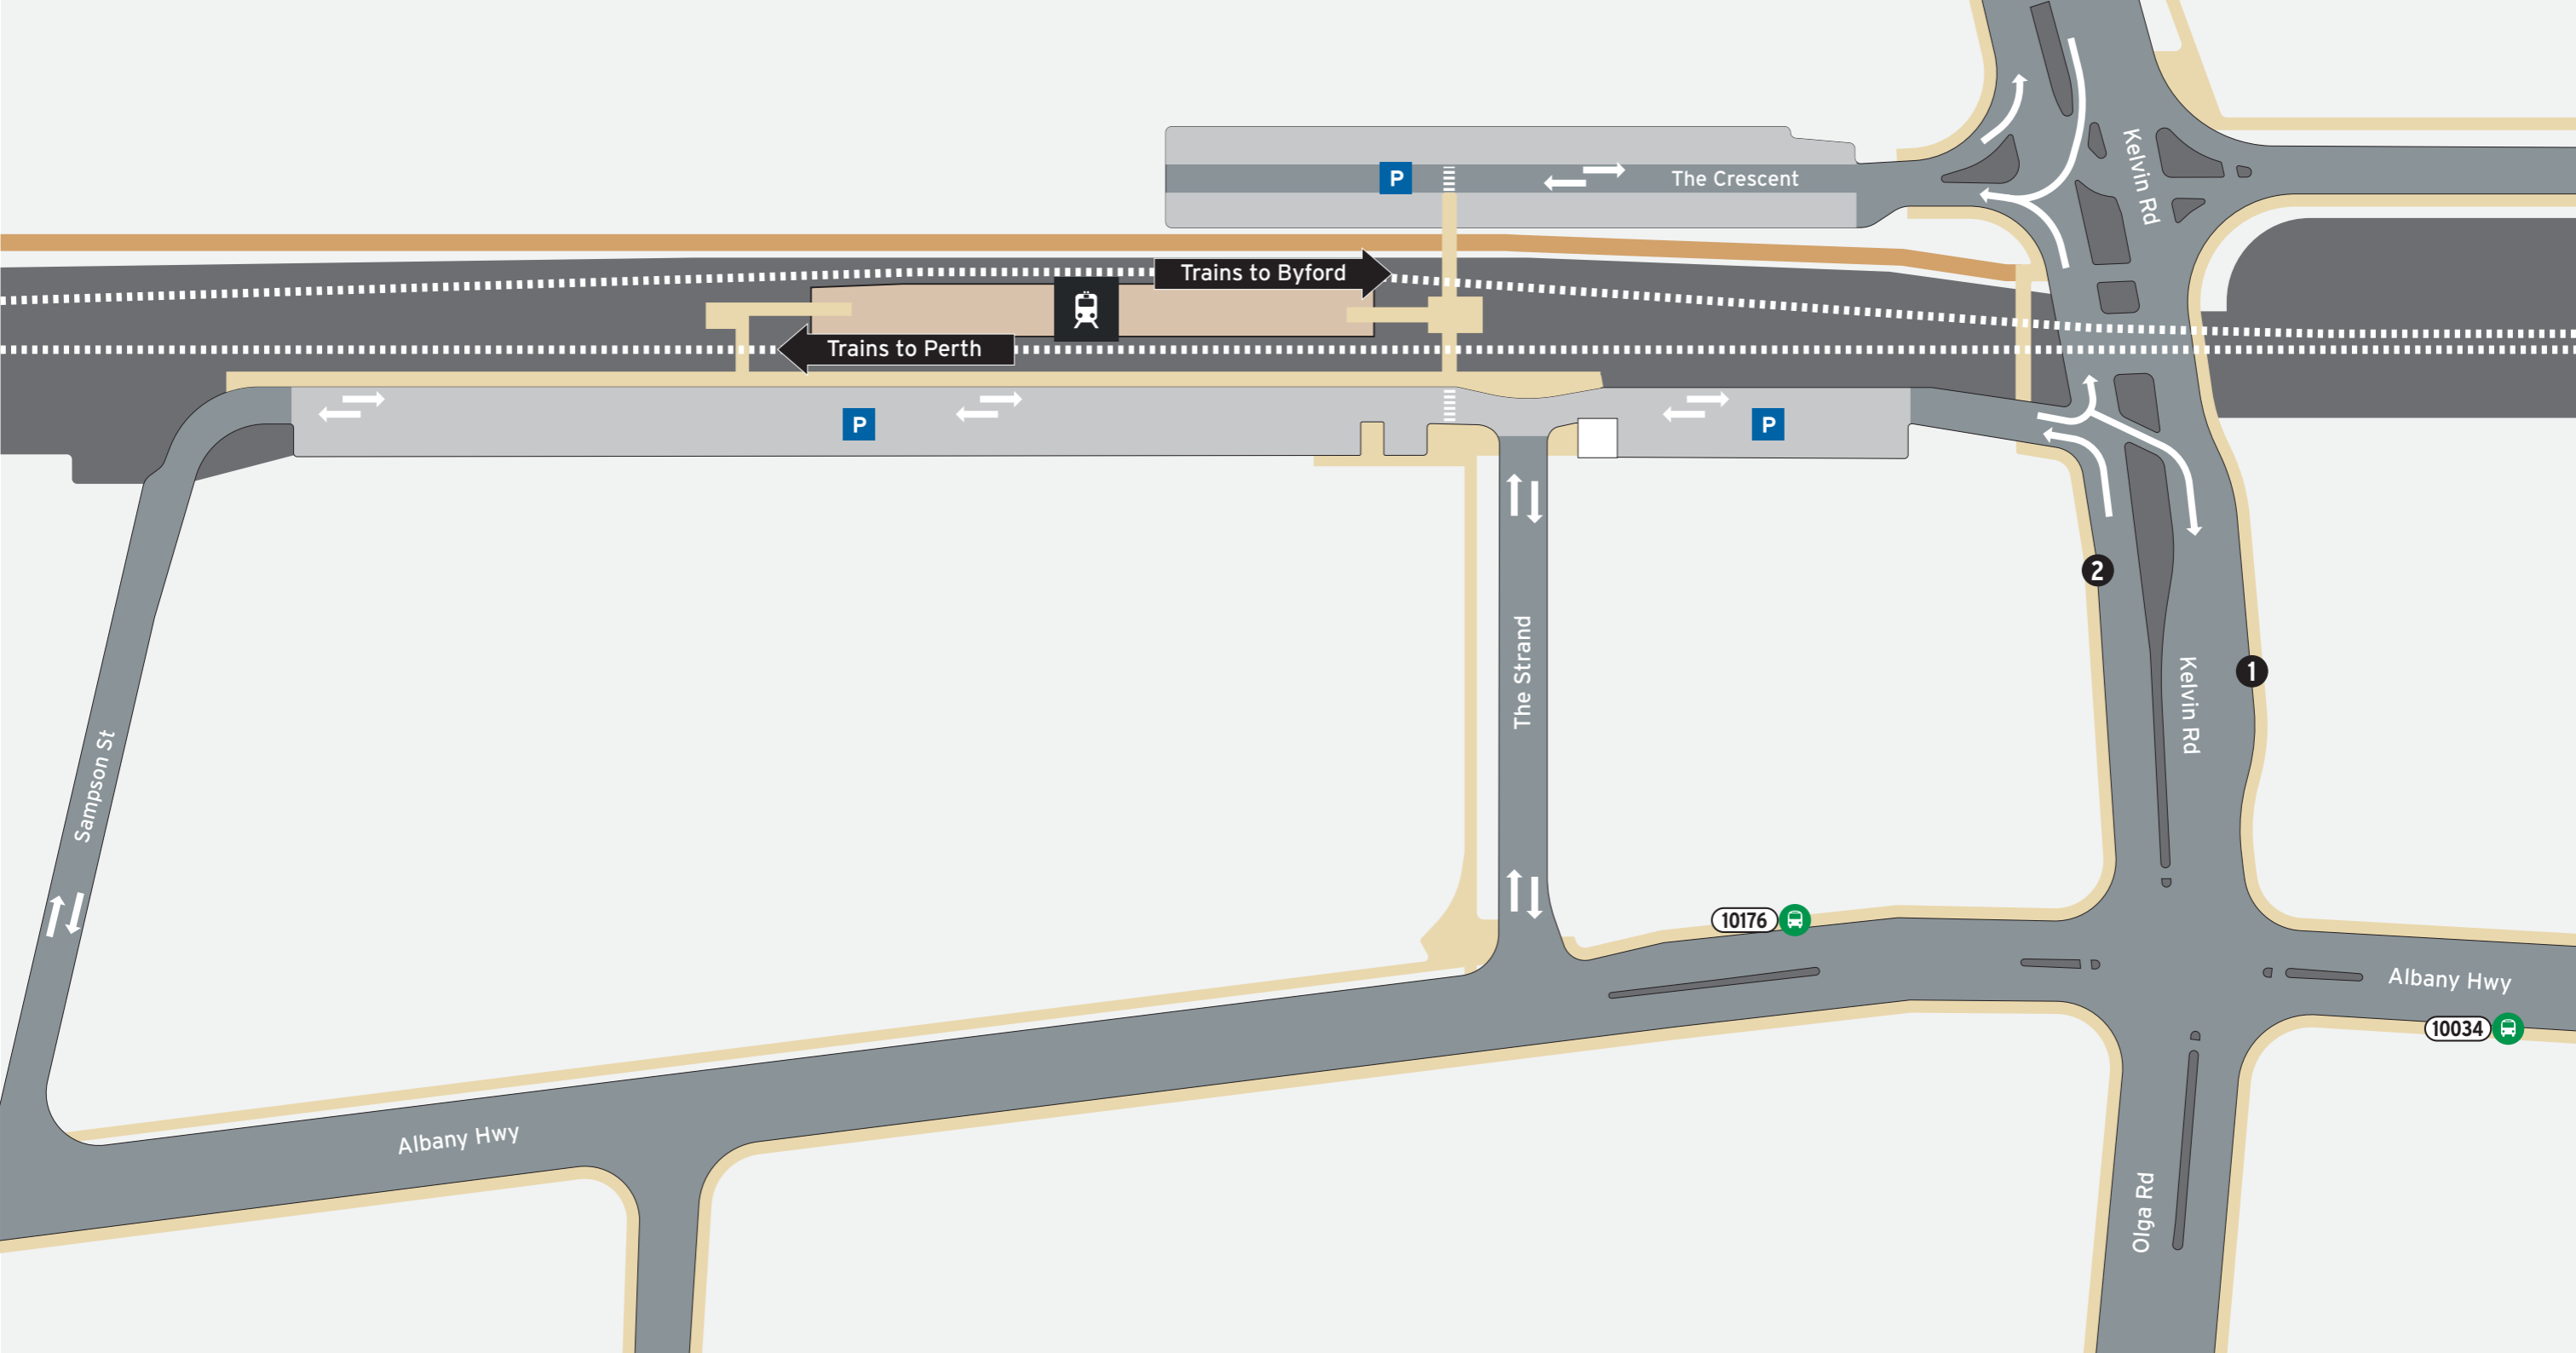 Kelvin Rd
P
The Crescent
Trains to Byford
Trains to Perth
P
P
2
The Strand
Kelvin Rd
1
Sampson St
10176
Albany Hwy
10034
Albany Hwy
Olga Rd